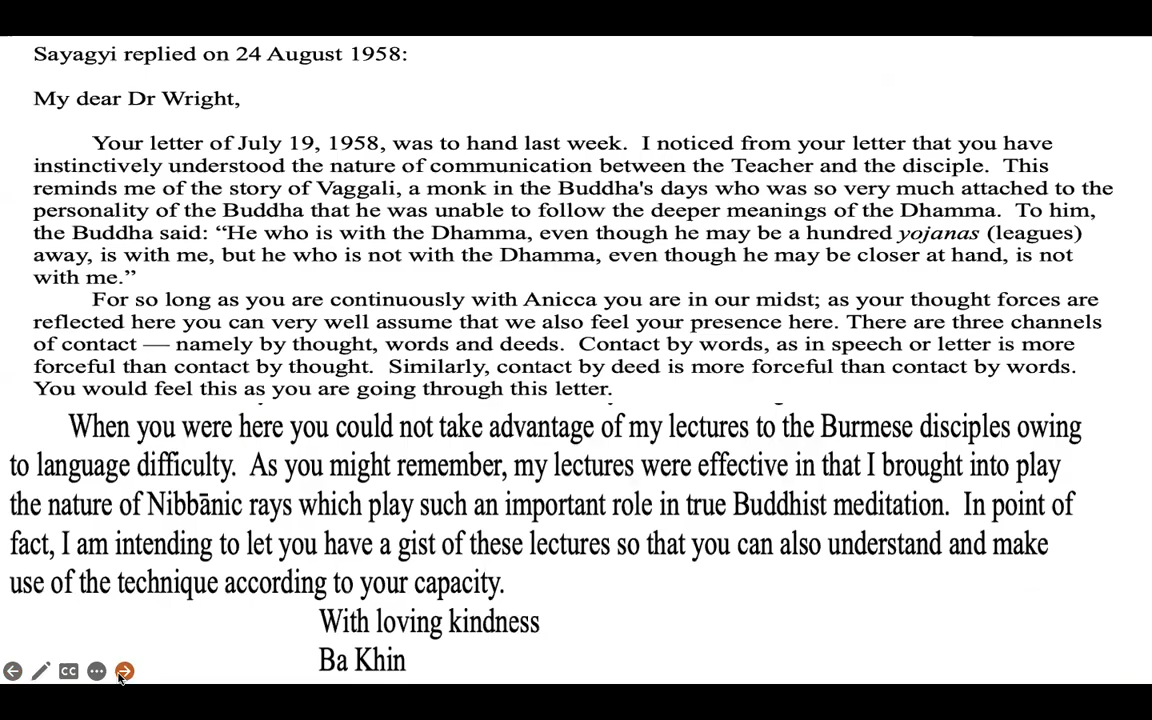 Sayagyi replied on 24 August 1958:
My dear Dr Wright,
Your letter of July 19, 1958, was to hand last week. I noticed from your letter that you have
instinctively understood the nature of communication between the Teacher and the disciple. This
reminds me of the story of Vaggali, a monk in the Buddha's days who was so very much attached to the
personality of the Buddha that he was unable to follow the deeper meanings of the Dhamma. To him,
the Buddha said: “He who is with the Dhamma, even though he may be a hundred yojanas (leagues)
away, is with me, but he who is not with the Dhamma, even though he may be closer at hand, is not
with me.”
For so long as you are continuously with Anicca you are in our midst; as your thought forces are
reflected here you can very well assume that we also feel your presence here. There are three channels
of contact — namely by thought, words and deeds. Contact by words, as in speech or letter is more
forceful than contact by thought. Similarly, contact by deed is more forceful than contact by words.
You would feel this as you are going through this letter.
When you were here you could not take advantage of my lectures to the Burmese disciples owing
to language difficulty. As you might remember, my lectures were effective in that I brought into play
the nature of Nibbānic rays which play such an important role in true Buddhist meditation. In point of
fact, I am intending to let you have a gist of these lectures so that you can also understand and make
use of the technique according to your capacity.
With loving kindness
Ba Khin
CC